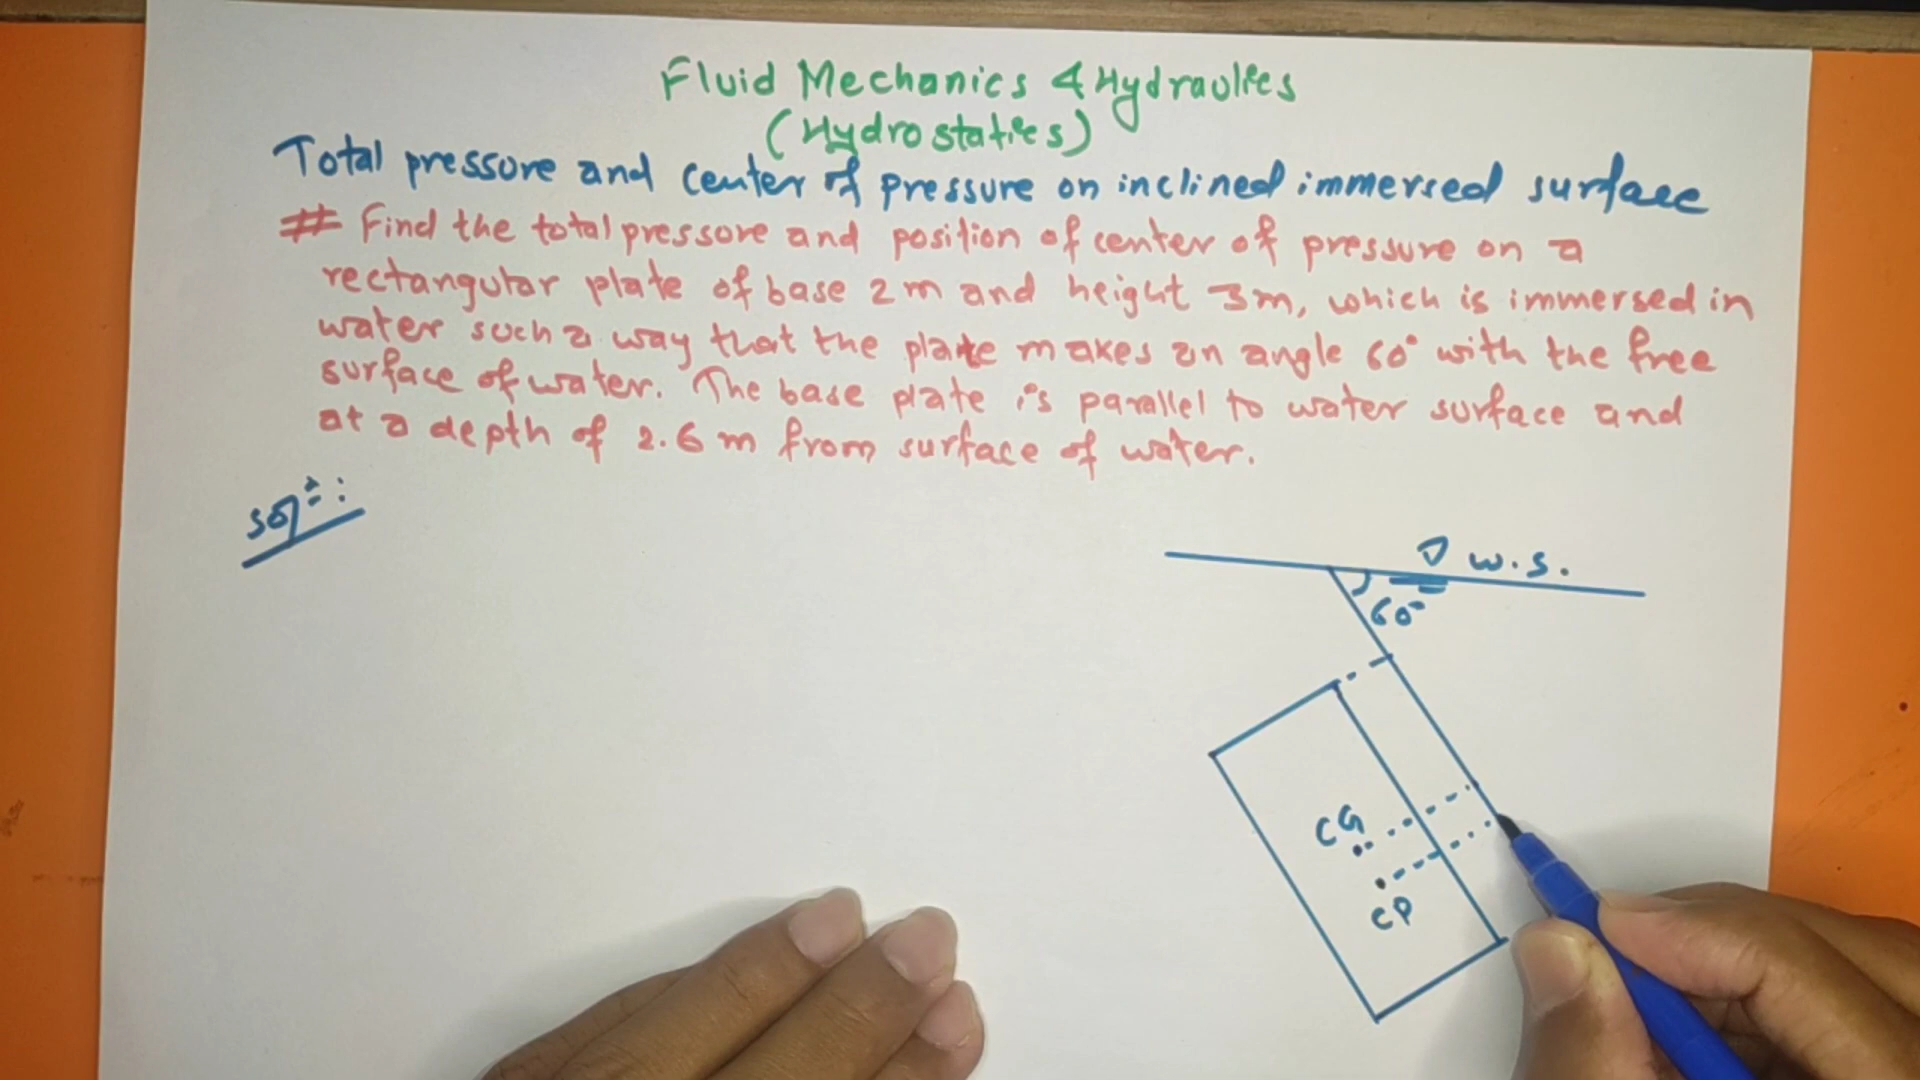 Fluid Mechanics & Hydraulics
(Hydrostatics)
Total pressure and center of pressure on inclined immersed surface
# Find the total pressure and position of center of pressure on a
rectangular plate of base 2m and height 3m, which is immersed in
water such a way that the plate makes an angle 60° with the free
surface of water. The base plate is parallel to water surface and
at a depth of 2.6 m from surface of water.
solⁿ:
w.s.
60°
CG
CP